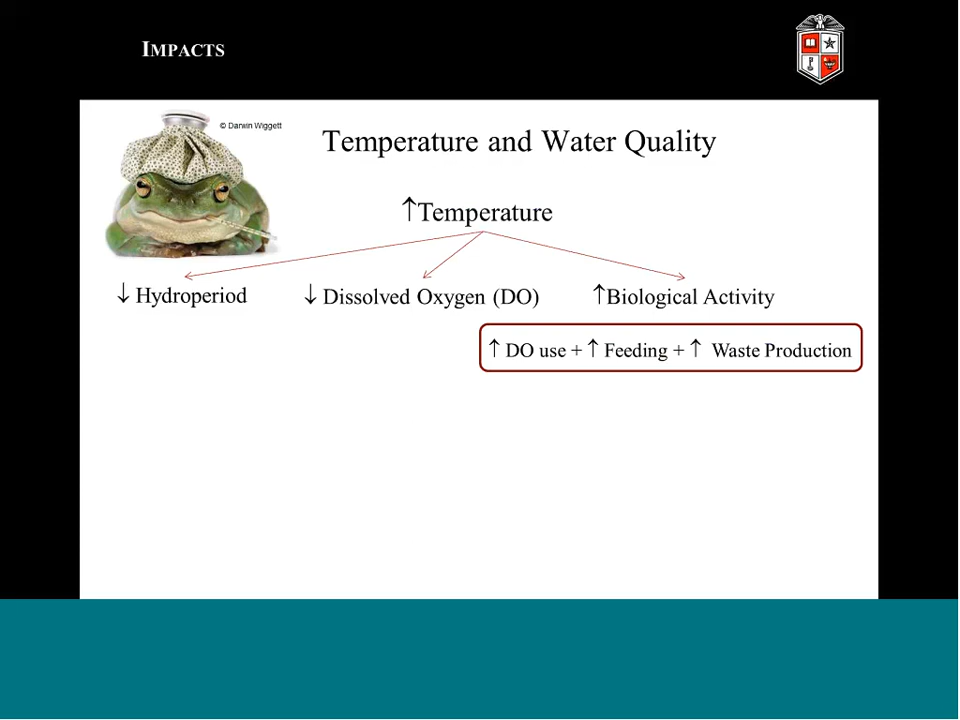 IMPACTS
© Darwin Wiggett
Temperature and Water Quality
↑Temperature
↓ Hydroperiod
↓ Dissolved Oxygen (DO)
↑Biological Activity
↑ DO use + ↑ Feeding + ↑ Waste Production